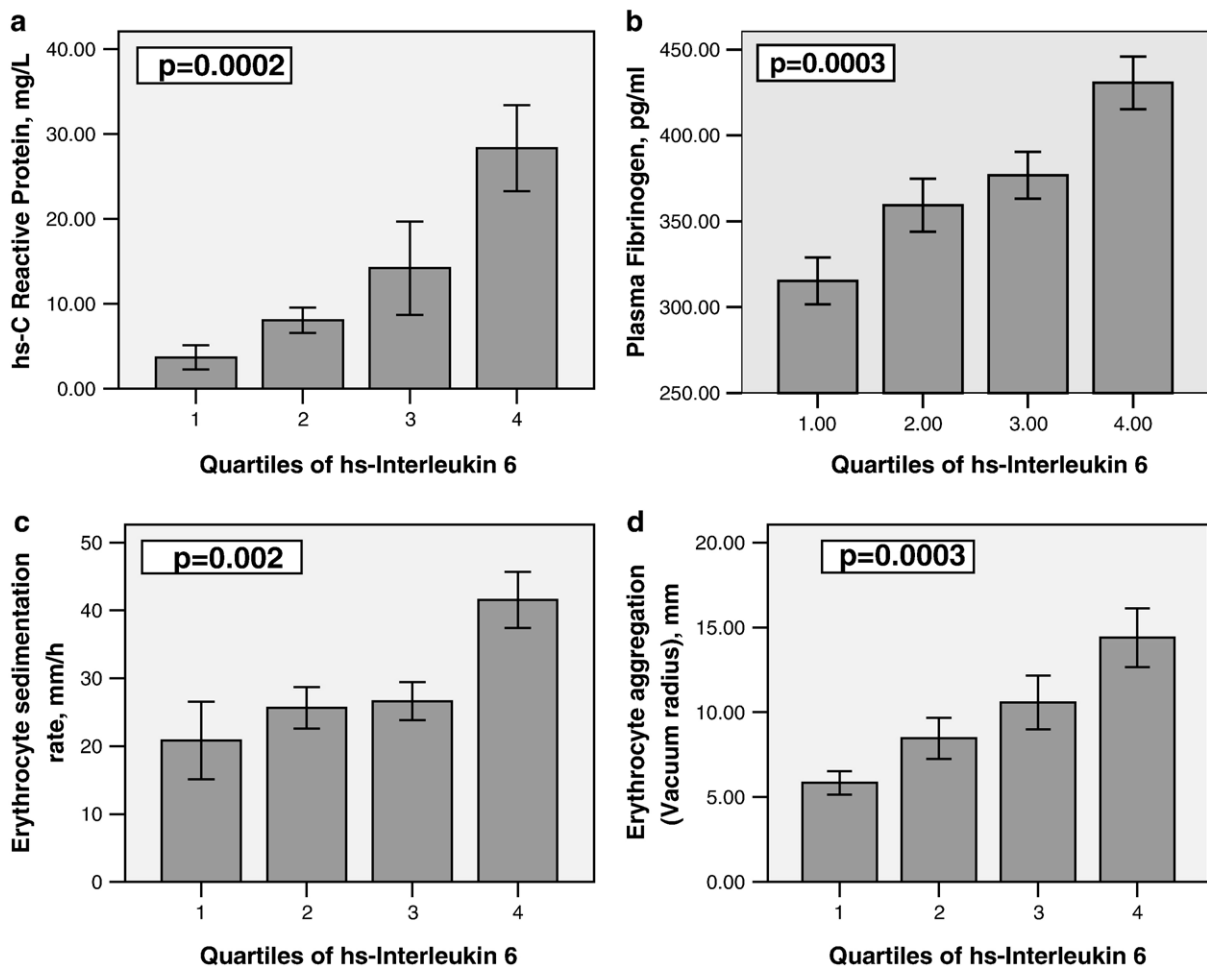 a
p=0.0002
hs-C Reactive Protein, mg/L
40.00
30.00
20.00
10.00
0.00
1 2 3 4
Quartiles of hs-Interleukin 6
b
p=0.0003
Plasma Fibrinogen, pg/ml
450.00
400.00
350.00
300.00
250.00
1.00 2.00 3.00 4.00
Quartiles of hs-Interleukin 6
c
p=0.002
Erythrocyte sedimentation
rate, mm/h
50
40
30
20
10
0
1 2 3 4
Quartiles of hs-Interleukin 6
d
p=0.0003
Erythrocyte aggregation
(Vacuum radius), mm
20.00
15.00
10.00
5.00
0.00
1 2 3 4
Quartiles of hs-Interleukin 6